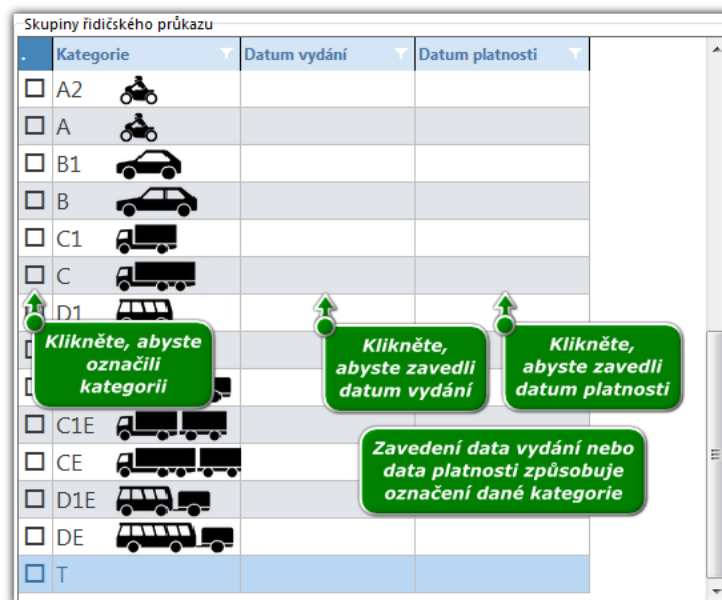 Skupiny řidičského průkazu
. Kategorie Datum vydání Datum platnosti
A2
A
B1
B
C1
C
D1
Klikněte, abyste
označili
kategorii
Klikněte,
abyste zavedli
datum vydání
Klikněte,
abyste zavedli
datum platnosti
C1E
Zavedení data vydání nebo
data platnosti způsobuje
označení dané kategorie
CE
D1E
DE
T